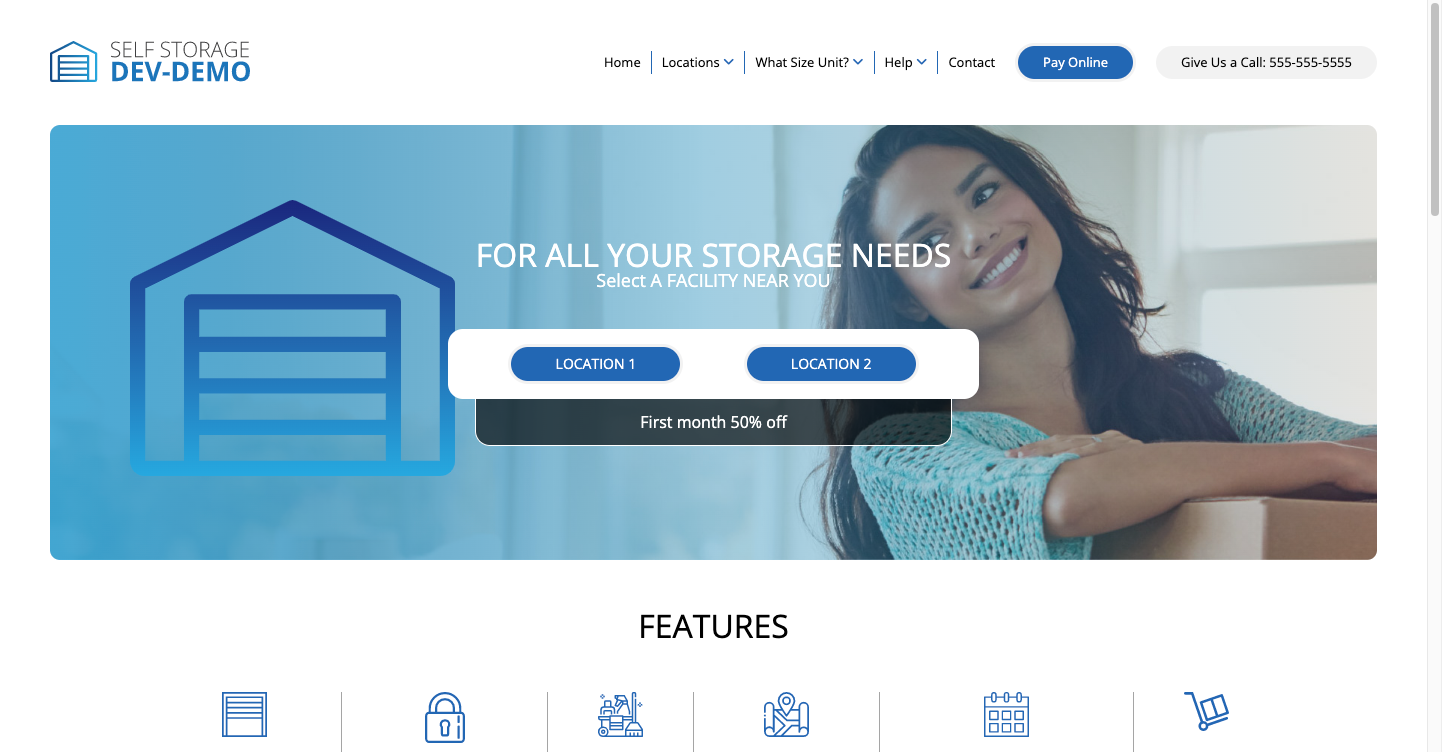 SELF STORAGE
DEV-DEMO
Home
Locations
What Size Unit?
Help
Contact
Pay Online
Give Us a Call: 555-555-5555
FOR ALL YOUR STORAGE NEEDS
Select A FACILITY NEAR YOU
LOCATION 1
LOCATION 2
First month 50% off
FEATURES